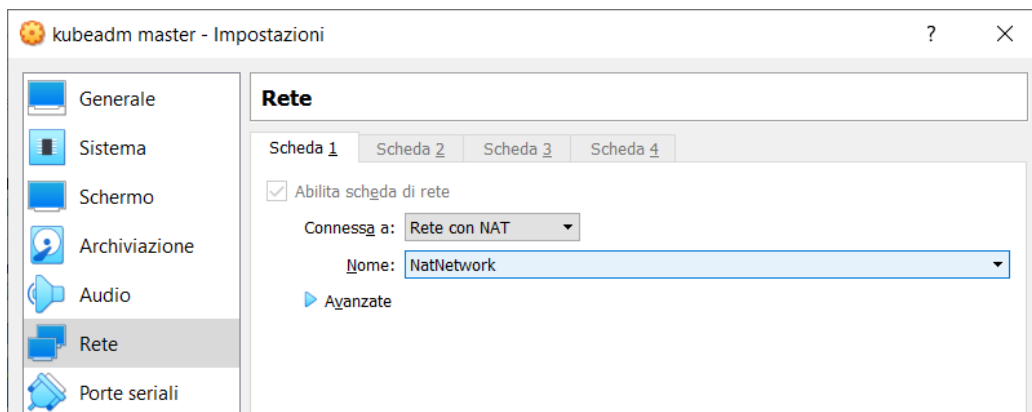 kubeadm master - Impostazioni ?
Generale
Sistema
Schermo
Archiviazione
Audio
Rete
Porte seriali
Rete
Scheda 1 Scheda 2 Scheda 3 Scheda 4
Abilita scheda di rete
Connessa a: Rete con NAT
Nome: NatNetwork
Avanzate